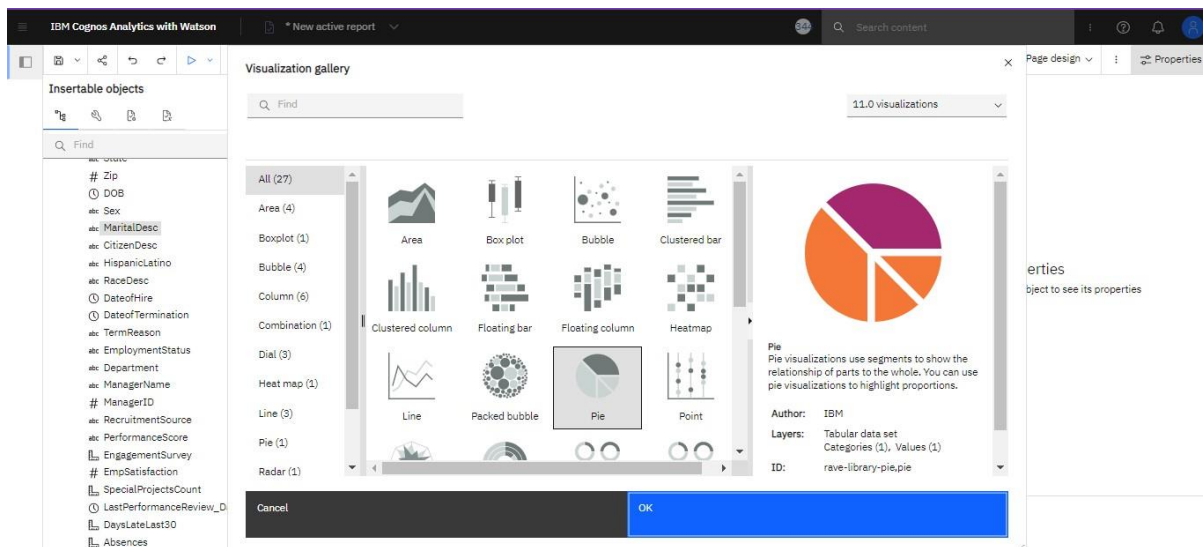 IBM Cognos Analytics with Watson
* New active report
Search content
Page design
Properties
Insertable objects
Find
State
# Zip
DOB
abc Sex
abc MaritalDesc
abc CitizenDesc
abc HispanicLatino
abc RaceDesc
DateofHire
DateofTermination
abc TermReason
abc EmploymentStatus
abc Department
abc ManagerName
# ManagerID
abc RecruitmentSource
abc PerformanceScore
EngagementSurvey
# EmpSatisfaction
SpecialProjectsCount
LastPerformanceReview_D
DaysLateLast30
Absences
Visualization gallery
Find
11.0 visualizations
All (27)
Area (4)
Boxplot (1)
Bubble (4)
Column (6)
Combination (1)
Dial (3)
Heat map (1)
Line (3)
Pie (1)
Radar (1)
Area
Box plot
Bubble
Clustered bar
Clustered column
Floating bar
Floating column
Heatmap
Line
Packed bubble
Pie
Point
Pie
Pie visualizations use segments to show the
relationship of parts to the whole. You can use
pie visualizations to highlight proportions.
Author: IBM
Layers: Tabular data set
Categories (1), Values (1)
ID: rave-library-pie,pie
Cancel
OK
erties
bject to see its properties